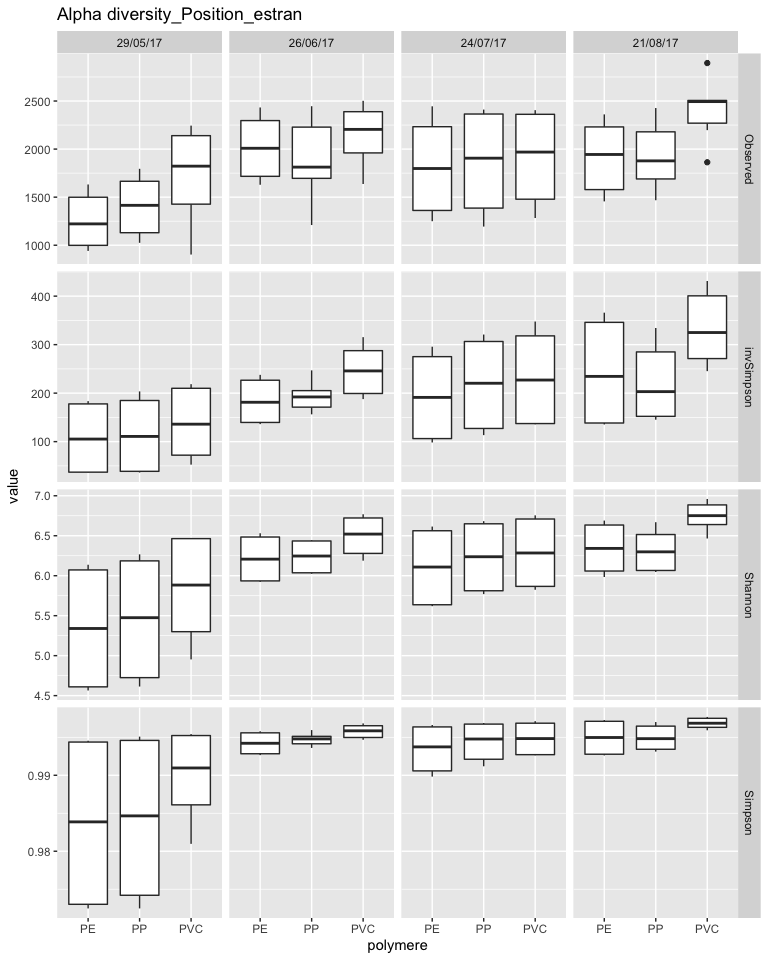 Alpha diversity_Position_estran
29/05/17 26/06/17 24/07/17 21/08/17
2500
2000
1500
1000
Observed
400
300
200
100
invSimpson
value
7.0
6.5
6.0
5.5
5.0
4.5
Shannon
0.99
0.98
Simpson
PE PP PVC PE PP PVC PE PP PVC PE PP PVC
polymere